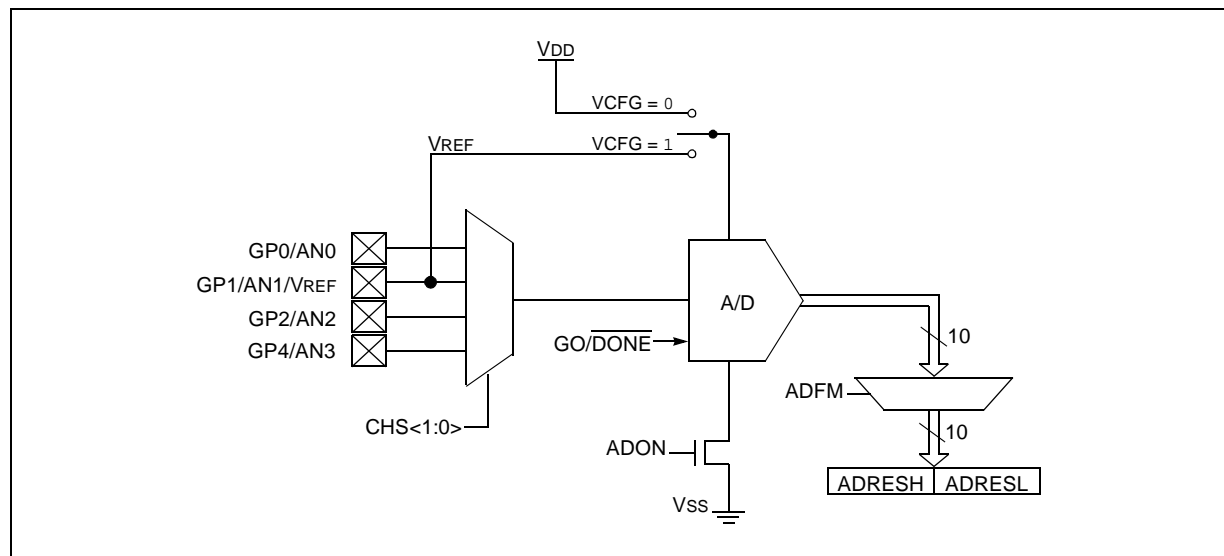 VDD
VCFG = 0
VREF
VCFG = 1
GP0/AN0
GP1/AN1/VREF
GP2/AN2
GP4/AN3
A/D
GO/DONE
10
ADFM
CHS<1:0>
10
ADON
ADRESH ADRESL
VSS